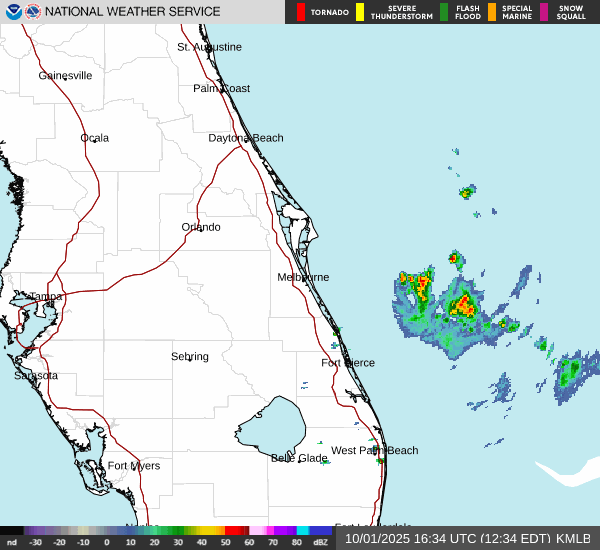 NATIONAL WEATHER SERVICE
TORNADO
SEVERE THUNDERSTORM
FLASH FLOOD
SPECIAL MARINE
SNOW SQUALL
St. Augustine
Gainesville
Palm Coast
Ocala
Daytona Beach
Orlando
Melbourne
Tampa
Sebring
Fort Pierce
Sarasota
West Palm Beach
Belle Glade
Fort Myers
nd -30 -20 -10 0 10 20 30 40 50 60 70 80 dBZ
10/01/2025 16:34 UTC (12:34 EDT) KMLB